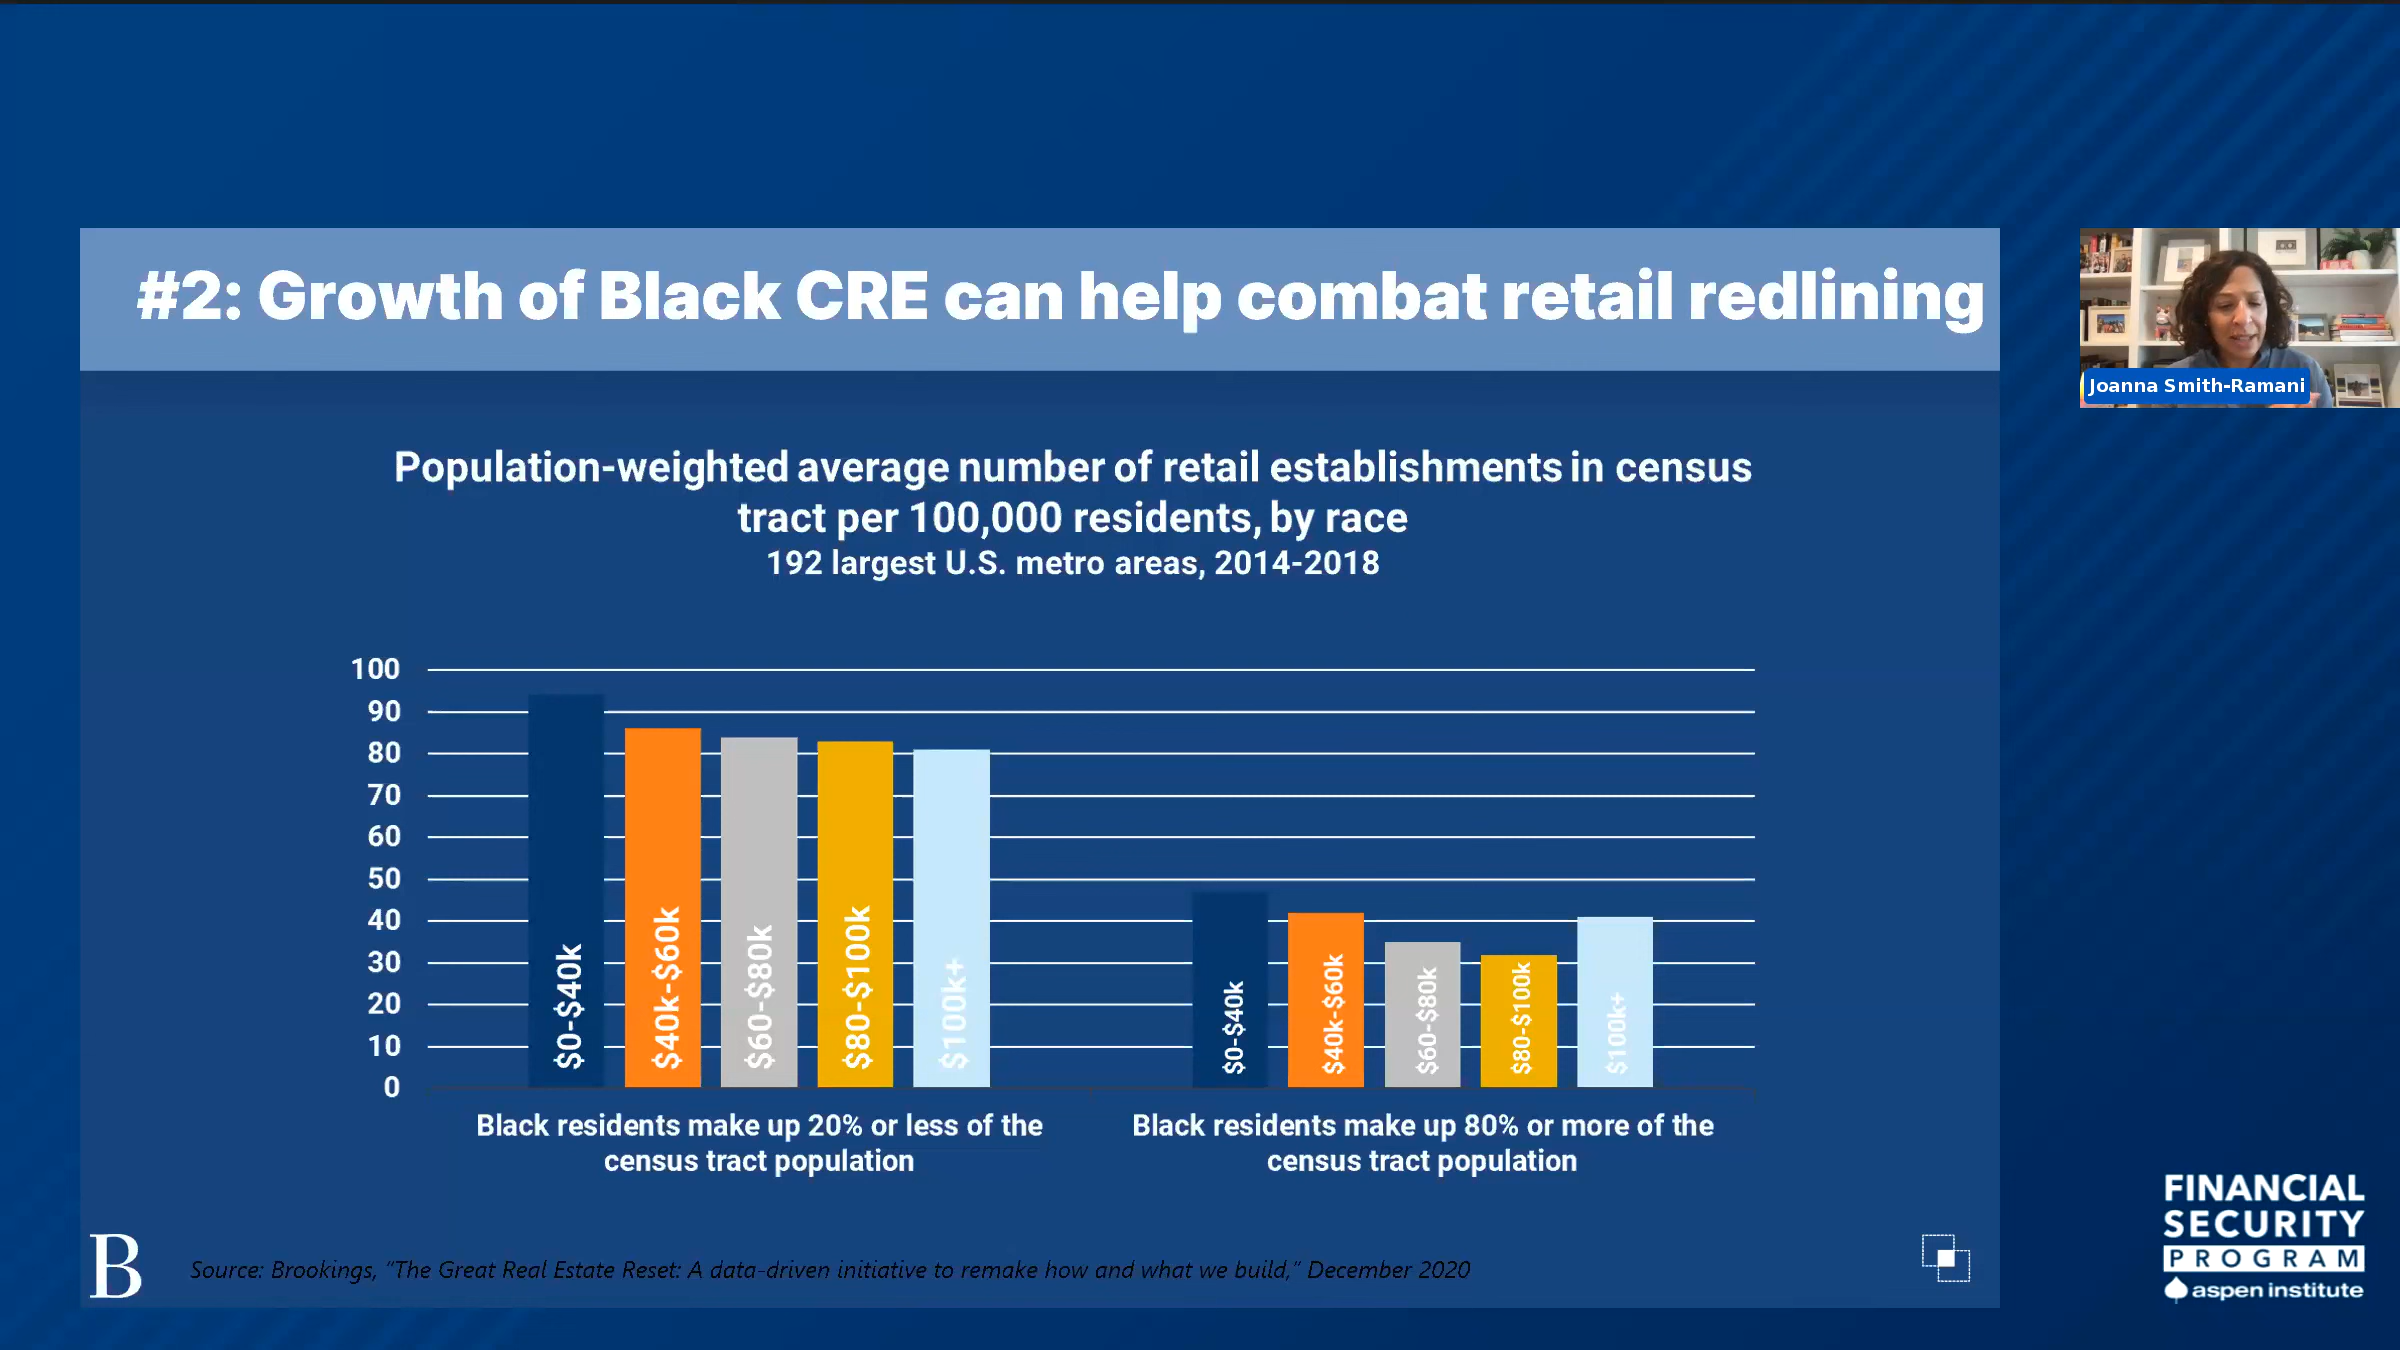 #2: Growth of Black CRE can help combat retail redlining
Joanna Smith-Ramani
Population-weighted average number of retail establishments in census
tract per 100,000 residents, by race
192 largest U.S. metro areas, 2014-2018
100
90
80
70
60
50
40
30
20
10
0
$0-$40k
$40k-$60k
$60-$80k
$80-$100k
$100k+
$0-$40k
$40k-$60k
$60-$80k
$80-$100k
$100k+
Black residents make up 20% or less of the
census tract population
Black residents make up 80% or more of the
census tract population
B
Source: Brookings, “The Great Real Estate Reset: A data-driven initiative to remake how and what we build,” December 2020
FINANCIAL
SECURITY
PROGRAM
aspen institute